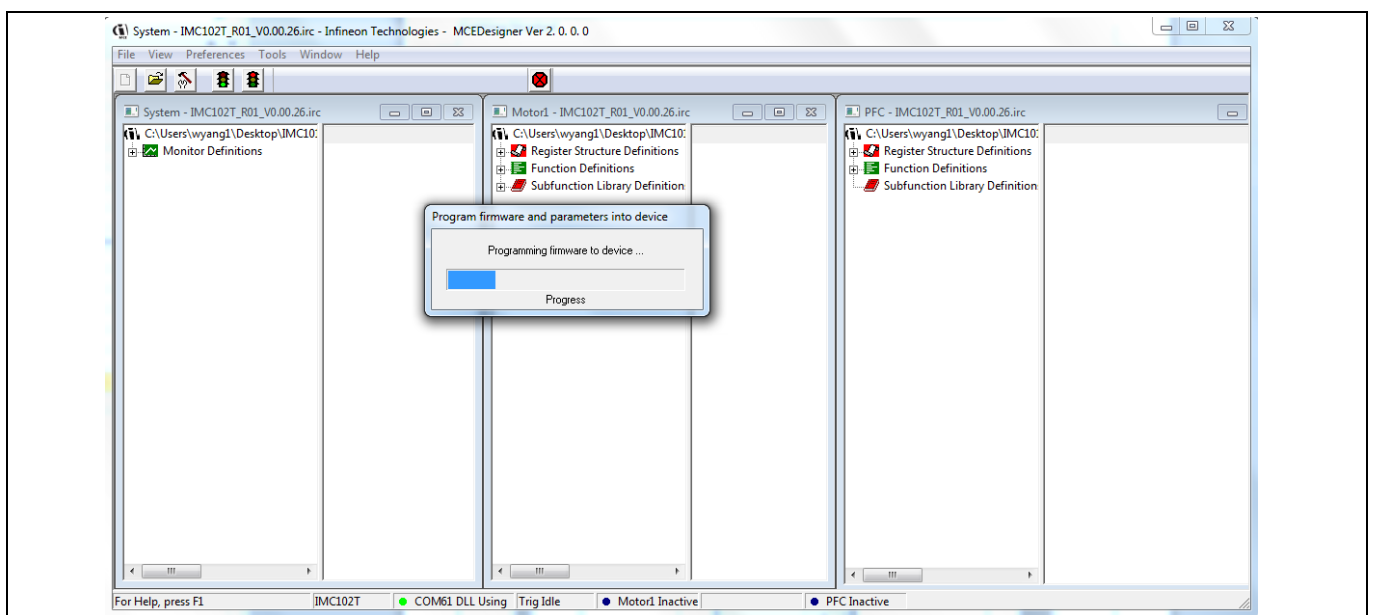 System - IMC102T_R01_V0.00.26.irc - Infineon Technologies - MCEDesigner Ver 2. 0. 0. 0
File View Preferences Tools Window Help
System - IMC102T_R01_V0.00.26.irc
C:\Users\wyang1\Desktop\IMC10:
Monitor Definitions
Motor1 - IMC102T_R01_V0.00.26.irc
C:\Users\wyang1\Desktop\IMC10:
Register Structure Definitions
Function Definitions
Subfunction Library Definition
PFC - IMC102T_R01_V0.00.26.irc
C:\Users\wyang1\Desktop\IMC10:
Register Structure Definitions
Function Definitions
Subfunction Library Definition
Program firmware and parameters into device
Programming firmware to device ...
Progress
For Help, press F1 IMC102T COM61 DLL Using Trig Idle Motor1 Inactive PFC Inactive